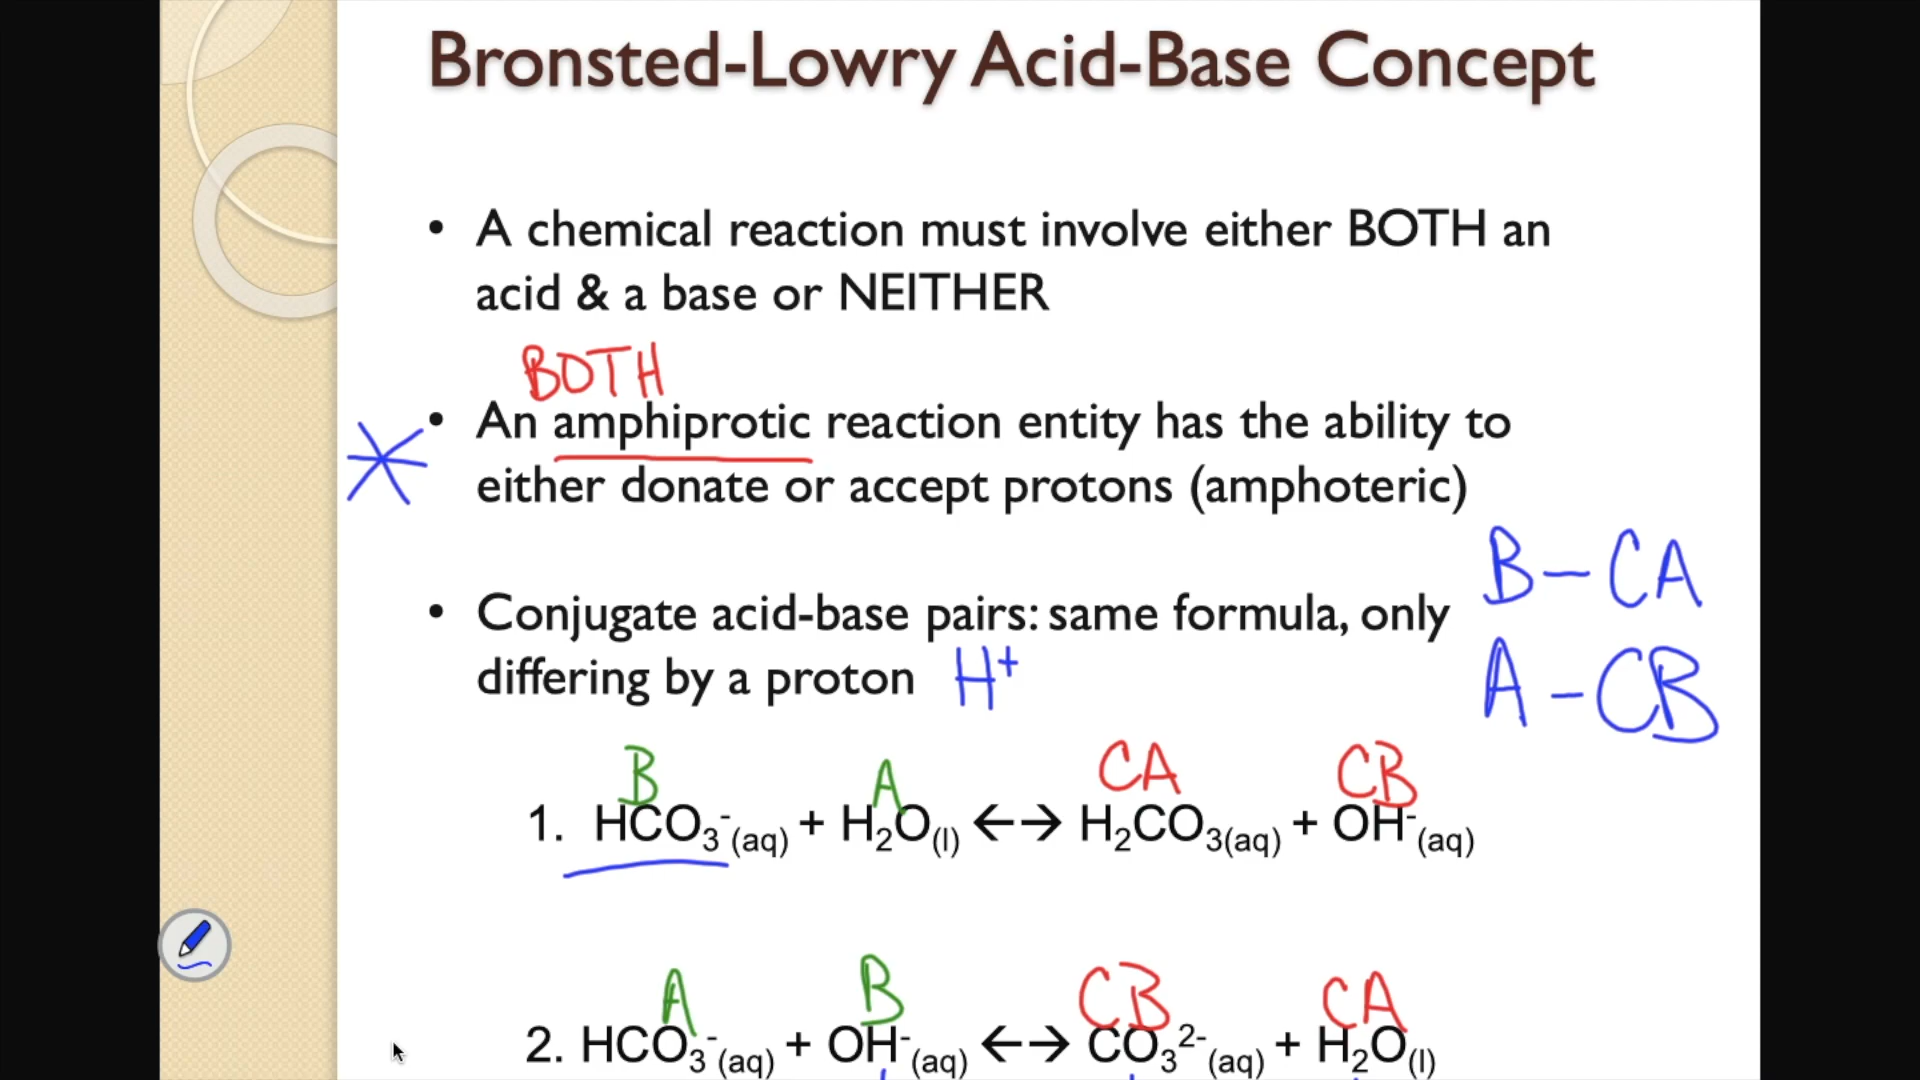 Bronsted-Lowry Acid-Base Concept
• A chemical reaction must involve either BOTH an
acid & a base or NEITHER
BOTH
• An amphiprotic reaction entity has the ability to
either donate or accept protons (amphoteric)
B – CA
• Conjugate acid-base pairs: same formula, only
differing by a proton H⁺
A – CB
B A CA CB
1. HCO₃⁻(aq) + H₂O(l) ←→ H₂CO₃(aq) + OH⁻(aq)
A B CB CA
2. HCO₃⁻(aq) + OH⁻(aq) ←→ CO₃²⁻(aq) + H₂O(l)